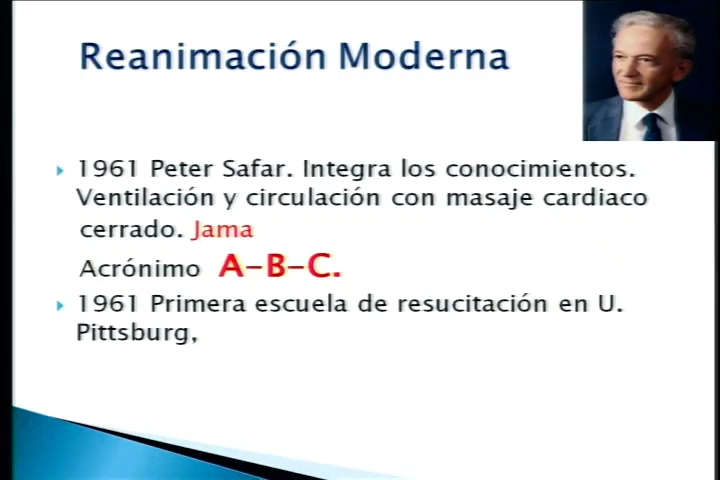 Reanimación Moderna
1961 Peter Safar. Integra los conocimientos.
Ventilación y circulación con masaje cardiaco
cerrado. Jama
Acrónimo A-B-C.
1961 Primera escuela de resucitación en U.
Pittsburg,